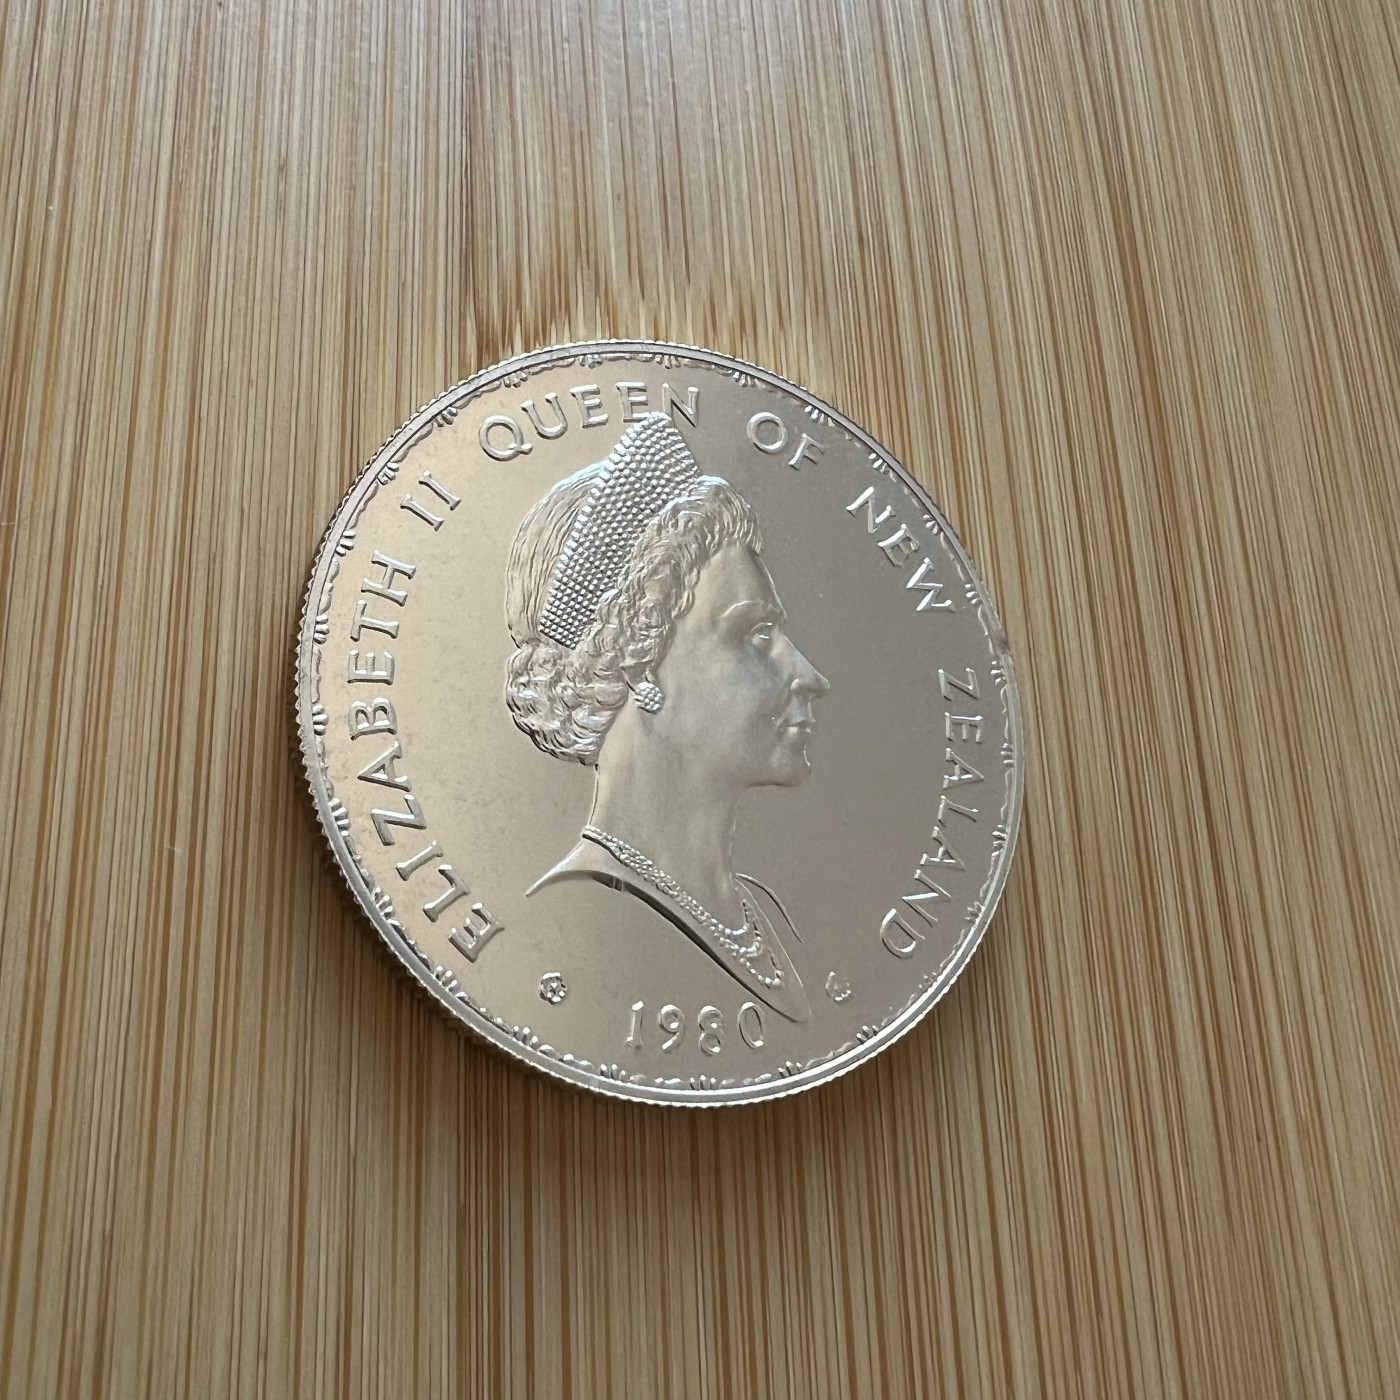 ELIZABETH II QUEEN OF NEW ZEALAND
1980